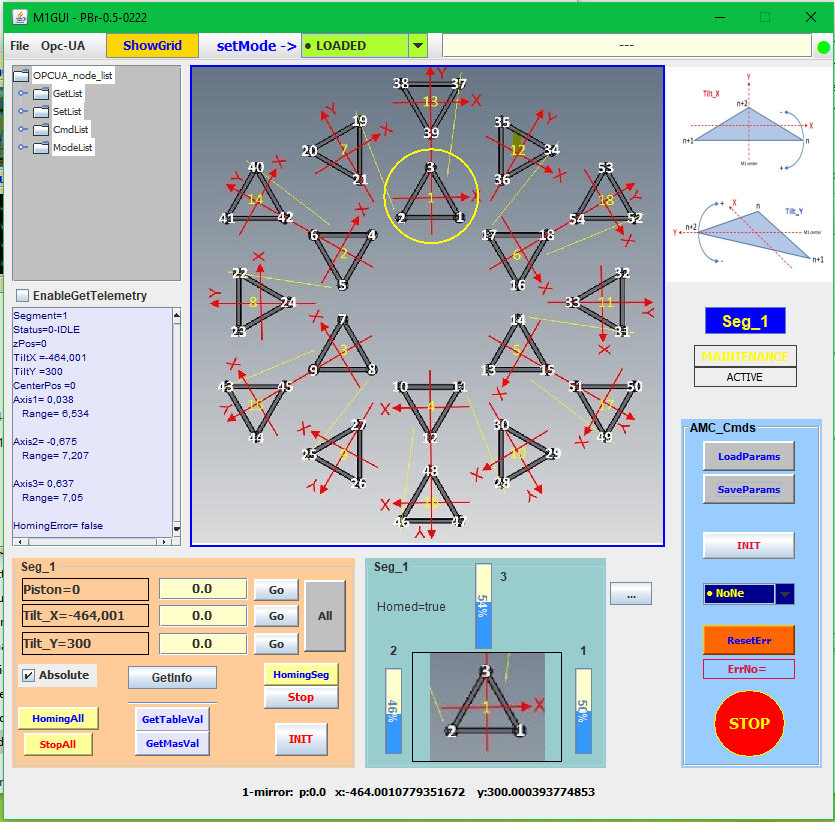 M1GUI - PBr-0.5-0222
File Opc-UA ShowGrid setMode -> LOADED ---
OPCUA_node_list
GetList
SetList
CmdList
ModeList
EnableGetTelemetry
Segment=1
Status=0-IDLE
zPos=0
TiltX =-464,001
TiltY =300
CenterPos =0
Axis1= 0,038
Range= 6,534
Axis2= -0,675
Range= 7,207
Axis3= 0,637
Range= 7,05
HomingError= false
38 Y 37
13 X
39
19 Y
20 7 X
21
35 Y
12 34
36 X
3
1 X
2 1
40 X
Y 14
41 42
53
18 Y
54 52
X
6 X 4
2
Y 5
17 18
6
16
X 22
Y 8 24
23
32
33 11 Y
31
X
7
X 3
9 8
14
5
13 15
X
X
43 45
15
Y 44
10 11
X 4
12
51 50
17
X 49 Y
27
25 9
26
30
29
X 28
Y
48
X 16
46 Y 47
Tilt_X
Y
n+2
X
n+1 n
M1 center
+
Tilt_Y
+ X n
Y n+2 M1 center
- n+1
Seg_1
MAINTENANCE
ACTIVE
AMC_Cmds
LoadParams
SaveParams
INIT
NoNe
ResetErr
ErrNo=
STOP
Seg_1
Piston=0 0.0 Go
Tilt_X=-464,001 0.0 Go
Tilt_Y=300 0.0 Go
All
Absolute GetInfo HomingSeg
Stop
HomingAll GetTableVal
StopAll GetMasVal INIT
Seg_1
Homed=true
3
54%
2
46%
1
50%
3
1 X
2 1
...
1-mirror: p:0.0 x:-464.0010779351672 y:300.000393774853